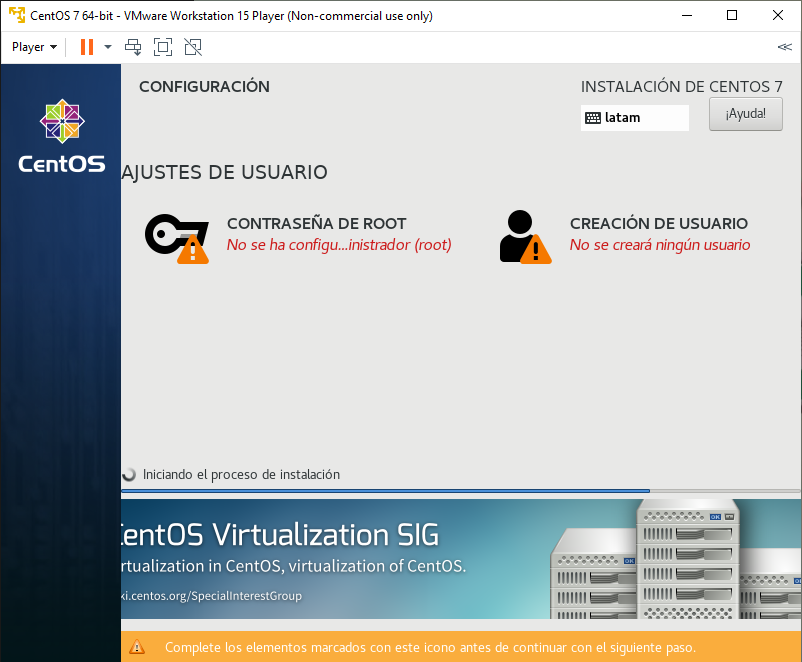 CentOS 7 64-bit - VMware Workstation 15 Player (Non-commercial use only)
Player
CONFIGURACIÓN
INSTALACIÓN DE CENTOS 7
latam
¡Ayuda!
CentOS
AJUSTES DE USUARIO
CONTRASEÑA DE ROOT
No se ha configu...inistrador (root)
CREACIÓN DE USUARIO
No se creará ningún usuario
Iniciando el proceso de instalación
CentOS Virtualization SIG
rtualization in CentOS, virtualization of CentOS.
ki.centos.org/SpecialInterestGroup
Complete los elementos marcados con este icono antes de continuar con el siguiente paso.